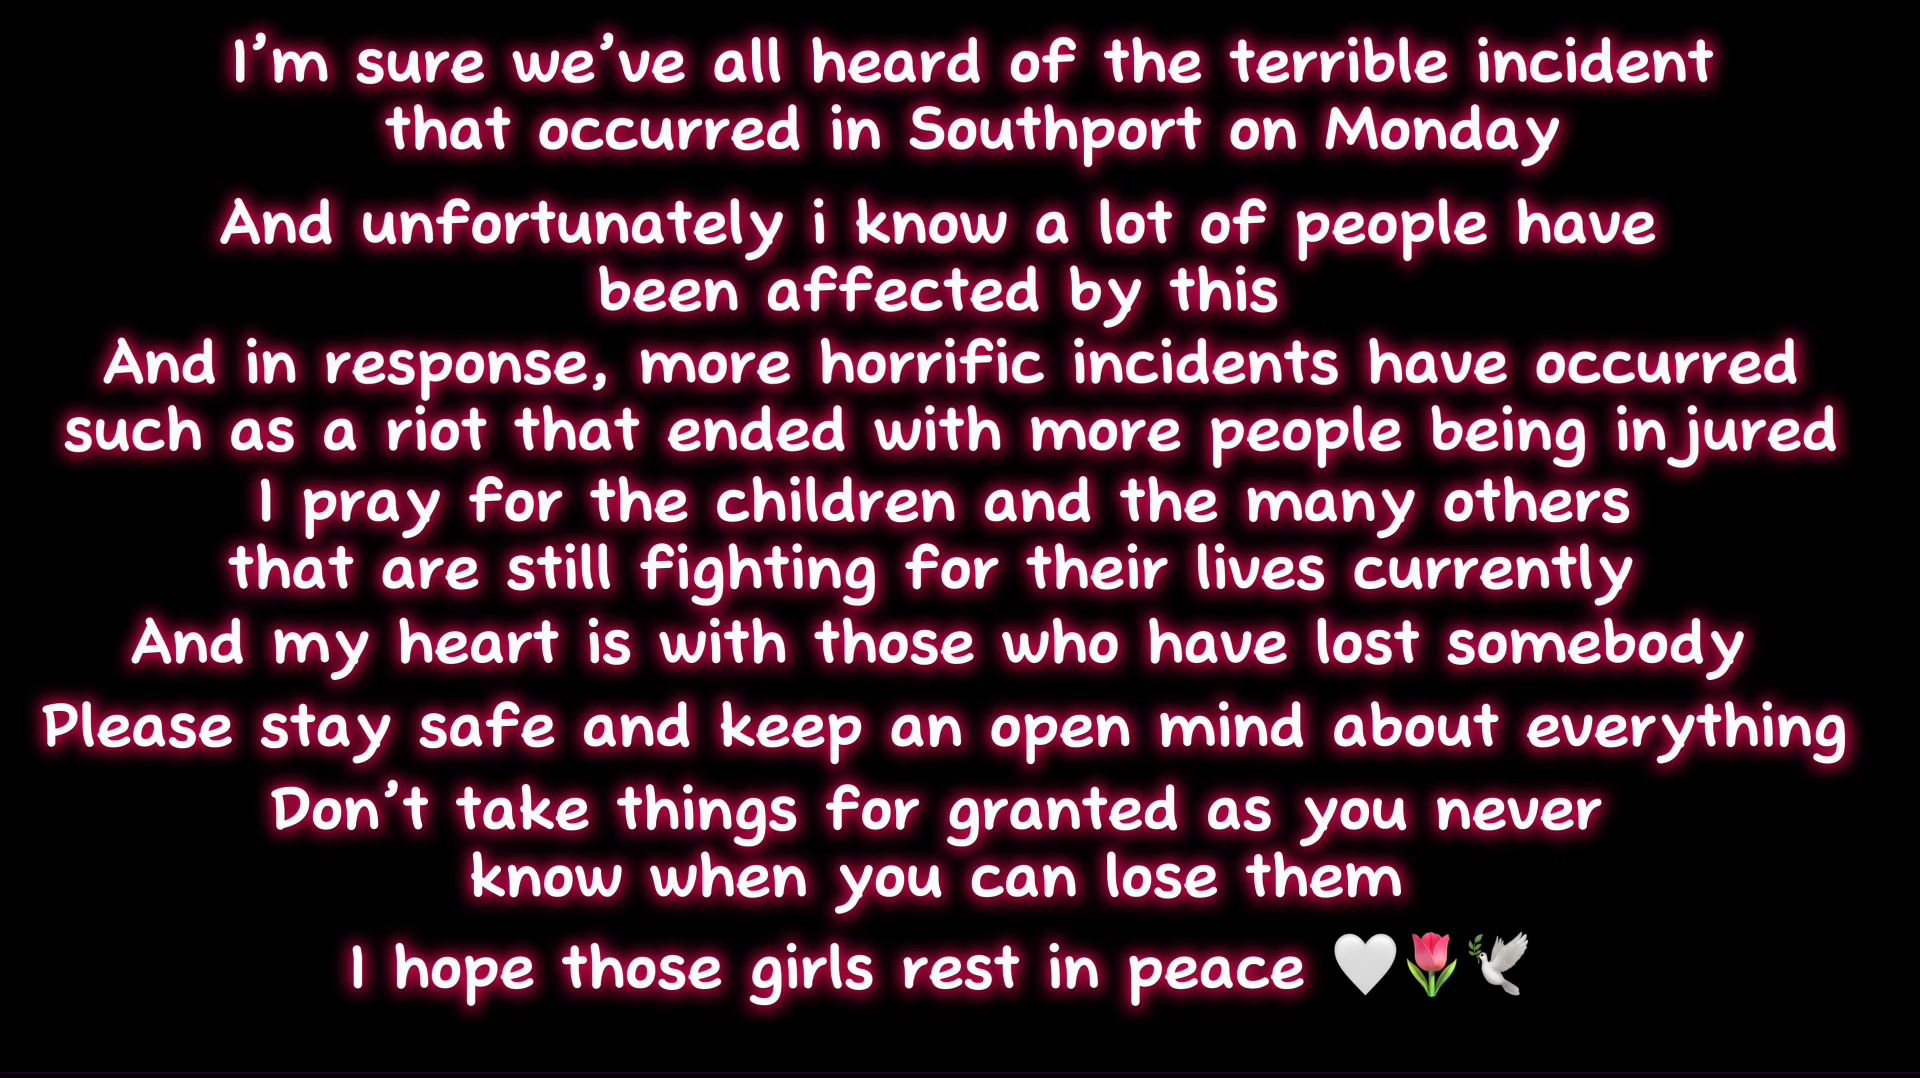 I'm sure we've all heard of the terrible incident
that occurred in Southport on Monday
And unfortunately i know a lot of people have
been affected by this
And in response, more horrific incidents have occurred
such as a riot that ended with more people being injured
I pray for the children and the many others
that are still fighting for their lives currently
And my heart is with those who have lost somebody
Please stay safe and keep an open mind about everything
Don't take things for granted as you never
know when you can lose them
I hope those girls rest in peace 🤍🌷🕊️